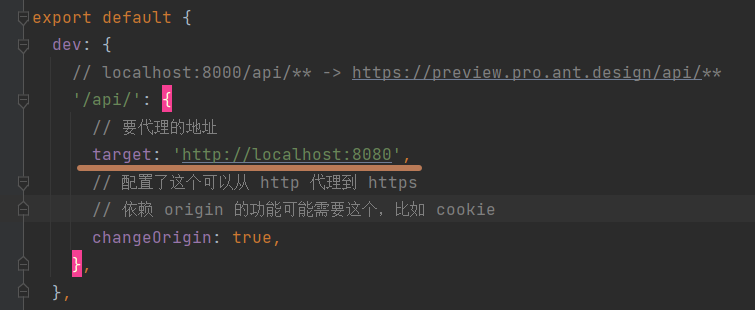 export default {
dev: {
// localhost:8000/api/** -> https://preview.pro.ant.design/api/**
'/api/': {
// 要代理的地址
target: 'http://localhost:8080',
// 配置了这个可以从 http 代理到 https
// 依赖 origin 的功能可能需要这个，比如 cookie
changeOrigin: true,
},
},